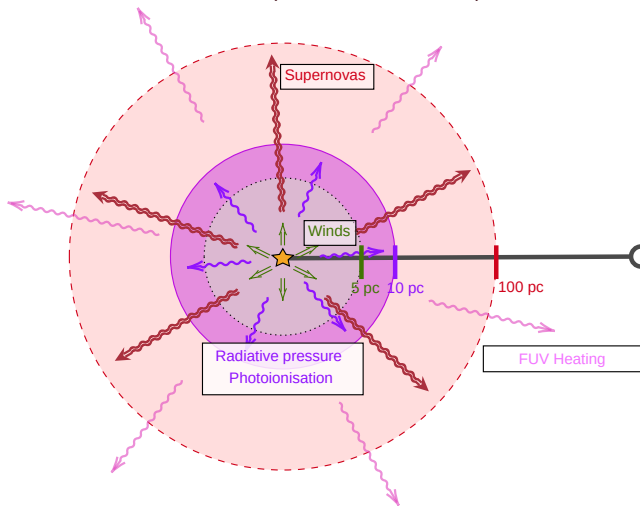 Supernovas
Winds
5 pc
10 pc
100 pc
Radiative pressure
Photoionisation
FUV Heating